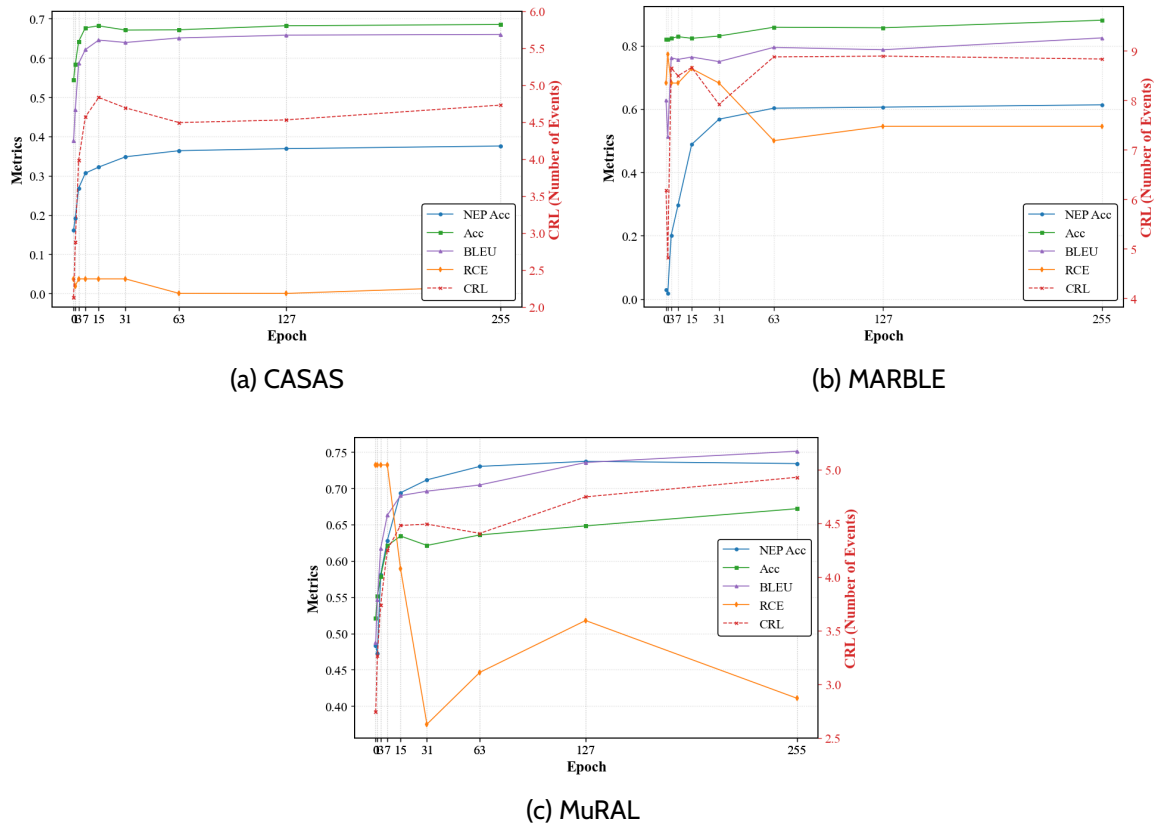 0.7
0.6
0.5
0.4
0.3
0.2
0.1
0.0
Metrics
6.0
5.5
5.0
4.5
4.0
3.5
3.0
2.5
2.0
CRL (Number of Events)
NEP Acc
Acc
BLEU
RCE
CRL
0 1 3 7 15 31 63 127 255
Epoch
(a) CASAS
0.8
0.6
0.4
0.2
0.0
Metrics
9
8
7
6
5
4
CRL (Number of Events)
NEP Acc
Acc
BLEU
RCE
CRL
0 1 3 7 15 31 63 127 255
Epoch
(b) MARBLE
0.75
0.70
0.65
0.60
0.55
0.50
0.45
0.40
Metrics
5.0
4.5
4.0
3.5
3.0
2.5
CRL (Number of Events)
NEP Acc
Acc
BLEU
RCE
CRL
0 1 3 7 15 31 63 127 255
Epoch
(c) MuRAL